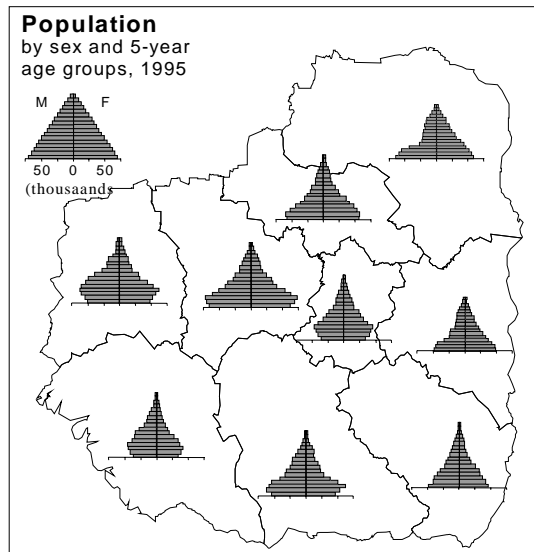 Population
by sex and 5-year
age groups, 1995
M F
50 0 50
(thousaands